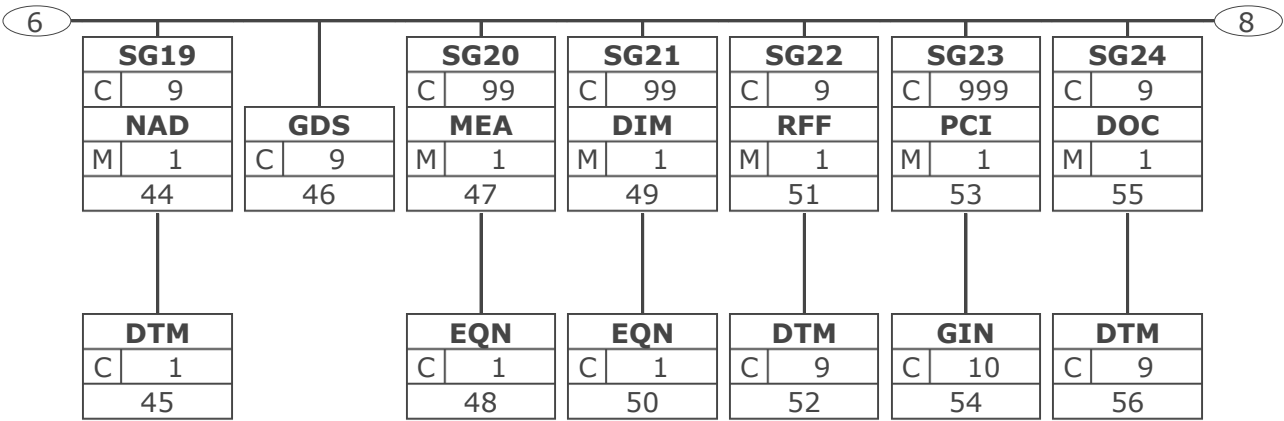 6 8
SG19 SG20 SG21 SG22 SG23 SG24
C 9 C 99 C 99 C 9 C 999 C 9
NAD GDS MEA DIM RFF PCI DOC
M 1 C 9 M 1 M 1 M 1 M 1 M 1
44 46 47 49 51 53 55
DTM EQN EQN DTM GIN DTM
C 1 C 1 C 1 C 9 C 10 C 9
45 48 50 52 54 56